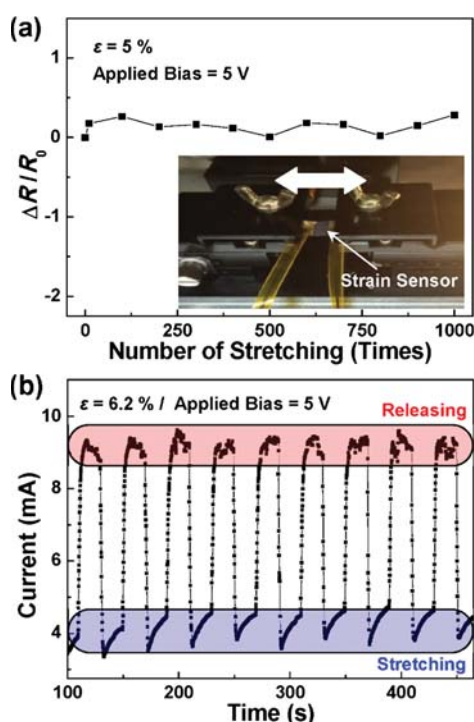 (a)
ε = 5 %
Applied Bias = 5 V
1
0
-1
-2
ΔR/R0
Strain Sensor
0 250 500 750 1000
Number of Stretching (Times)
(b)
ε = 6.2 % / Applied Bias = 5 V
Releasing
10
8
6
4
Current (mA)
Stretching
100 200 300 400
Time (s)